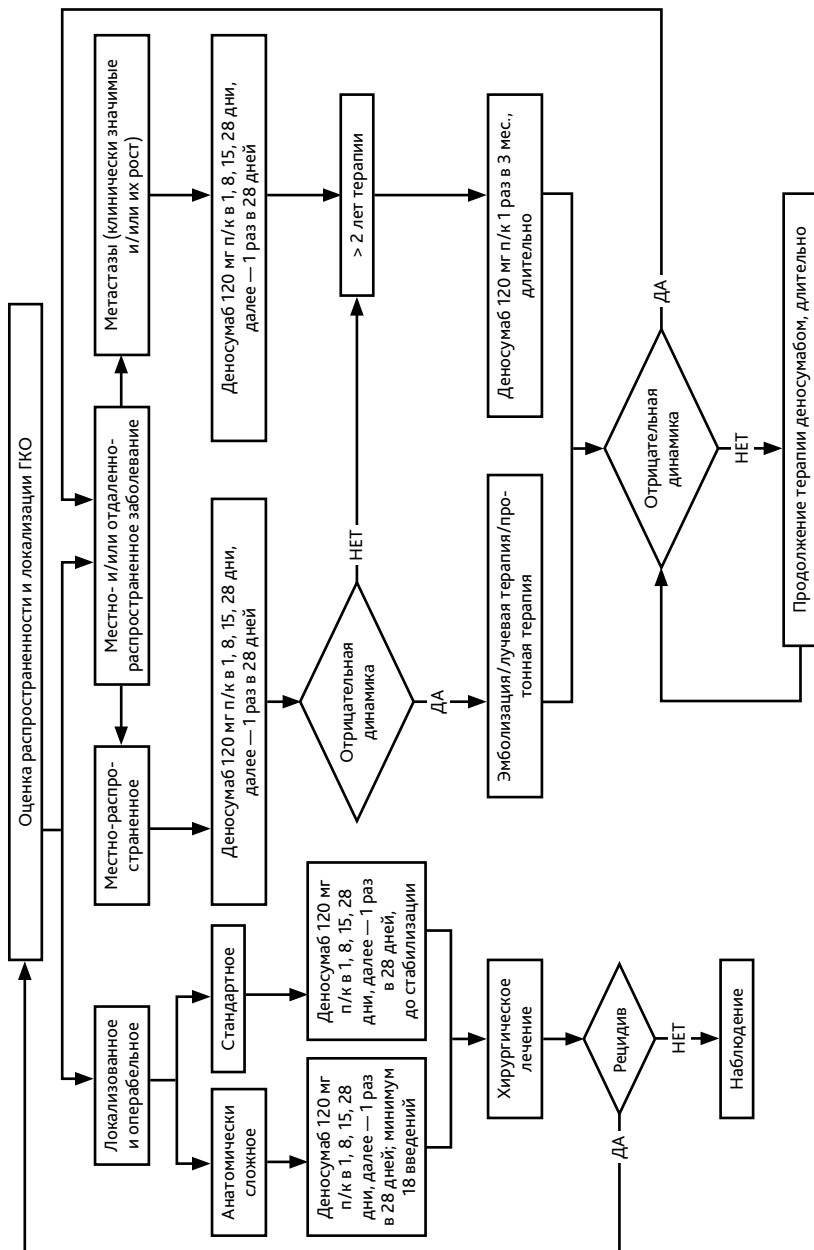 Оценка распространенности и локализации ГКО
Локализованное
и операбельное
Местно- и/или отдаленно-
распространенное заболевание
Местно-распро-
страненное
Метастазы (клинически значимые
и/или их рост)
Анатомически
сложное
Стандартное
Деносумаб 120 мг
п/к в 1, 8, 15, 28
дни, далее — 1 раз
в 28 дней; минимум
18 введений
Деносумаб 120 мг
п/к в 1, 8, 15, 28
дни, далее — 1 раз
в 28 дней,
до стабилизации
Деносумаб 120 мг п/к в 1, 8, 15, 28 дни,
далее — 1 раз в 28 дней
Деносумаб 120 мг п/к в 1, 8, 15, 28 дни,
далее — 1 раз в 28 дней
Отрицательная
динамика
НЕТ
ДА
> 2 лет терапии
Хирургическое
лечение
Эмболизация/лучевая терапия/про-
тонная терапия
Деносумаб 120 мг п/к 1 раз в 3 мес.,
длительно
Рецидив
ДА
НЕТ
Наблюдение
Отрицательная
динамика
ДА
НЕТ
Продолжение терапии деносумабом, длительно